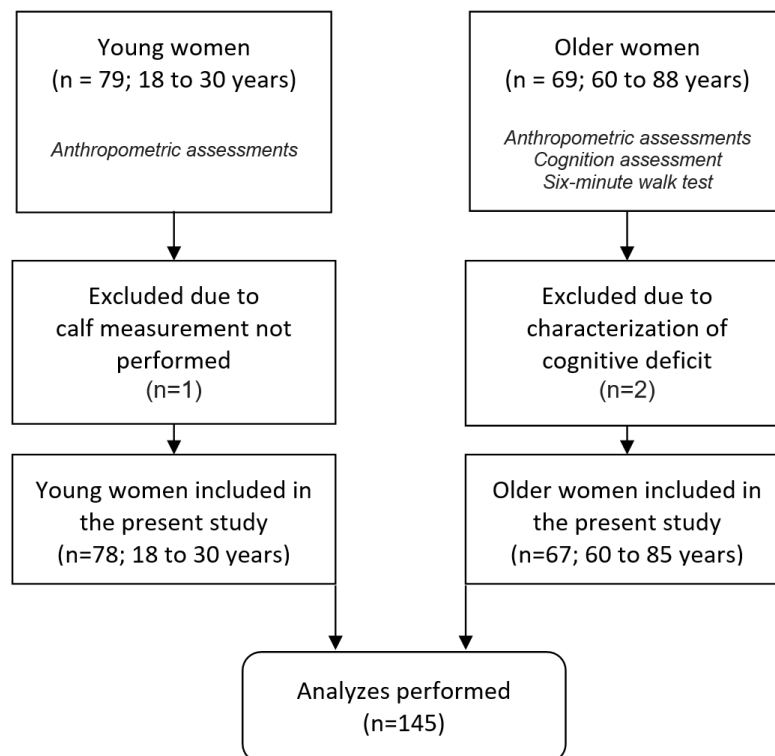 Young women
(n = 79; 18 to 30 years)
Anthropometric assessments
Older women
(n = 69; 60 to 88 years)
Anthropometric assessments
Cognition assessment
Six-minute walk test
Excluded due to
calf measurement not
performed
(n=1)
Excluded due to
characterization of
cognitive deficit
(n=2)
Young women included in
the present study
(n=78; 18 to 30 years)
Older women included in
the present study
(n=67; 60 to 85 years)
Analyzes performed
(n=145)